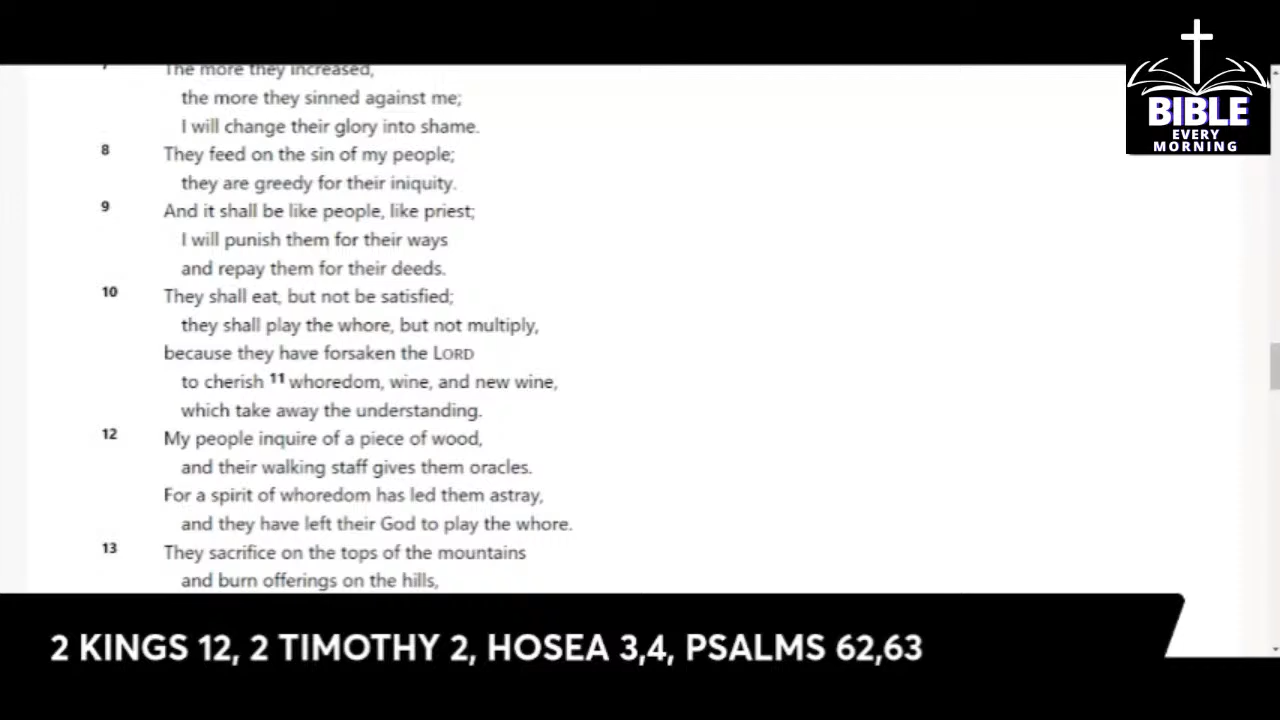 7 The more they increased,
the more they sinned against me;
I will change their glory into shame.
8 They feed on the sin of my people;
they are greedy for their iniquity.
9 And it shall be like people, like priest;
I will punish them for their ways
and repay them for their deeds.
10 They shall eat, but not be satisfied;
they shall play the whore, but not multiply,
because they have forsaken the LORD
to cherish 11 whoredom, wine, and new wine,
which take away the understanding.
12 My people inquire of a piece of wood,
and their walking staff gives them oracles.
For a spirit of whoredom has led them astray,
and they have left their God to play the whore.
13 They sacrifice on the tops of the mountains
and burn offerings on the hills,
BIBLE
EVERY
MORNING
2 KINGS 12, 2 TIMOTHY 2, HOSEA 3,4, PSALMS 62,63